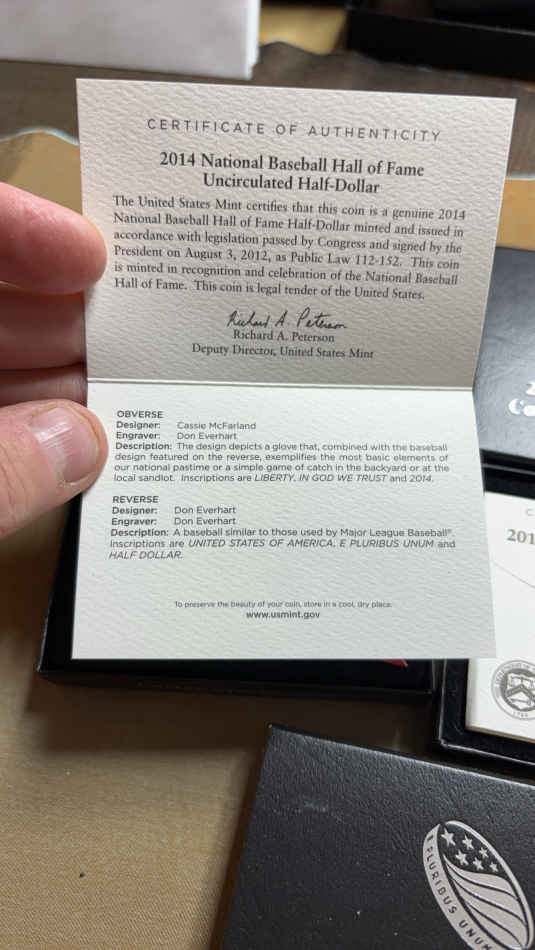 CERTIFICATE OF AUTHENTICITY
2014 National Baseball Hall of Fame
Uncirculated Half-Dollar
The United States Mint certifies that this coin is a genuine 2014
National Baseball Hall of Fame Half-Dollar minted and issued in
accordance with legislation passed by Congress and signed by the
President on August 3, 2012, as Public Law 112-152. This coin
is minted in recognition and celebration of the National Baseball
Hall of Fame. This coin is legal tender of the United States.
Richard A. Peterson
Richard A. Peterson
Deputy Director, United States Mint
OBVERSE
Designer: Cassie McFarland
Engraver: Don Everhart
Description: The design depicts a glove that, combined with the baseball
design featured on the reverse, exemplifies the most basic elements of
our national pastime or a simple game of catch in the backyard or at the
local sandlot. Inscriptions are LIBERTY, IN GOD WE TRUST and 2014.
REVERSE
Designer: Don Everhart
Engraver: Don Everhart
Description: A baseball similar to those used by Major League Baseball®.
Inscriptions are UNITED STATES OF AMERICA, E PLURIBUS UNUM and
HALF DOLLAR.
To preserve the beauty of your coin, store in a cool, dry place.
www.usmint.gov
201
1789
E PLURIBUS UNUM